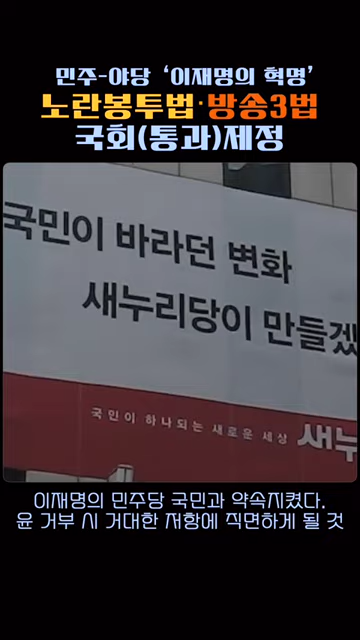 민주-야당 ‘이재명의 혁명’
노란봉투법·방송3법
국회(통과)제정
국민이 바라던 변화
새누리당이 만들겠
국민이 하나되는 새로운 세상 새누
이재명의 민주당 국민과 약속지켰다.
윤 거부 시 거대한 저항에 직면하게 될 것